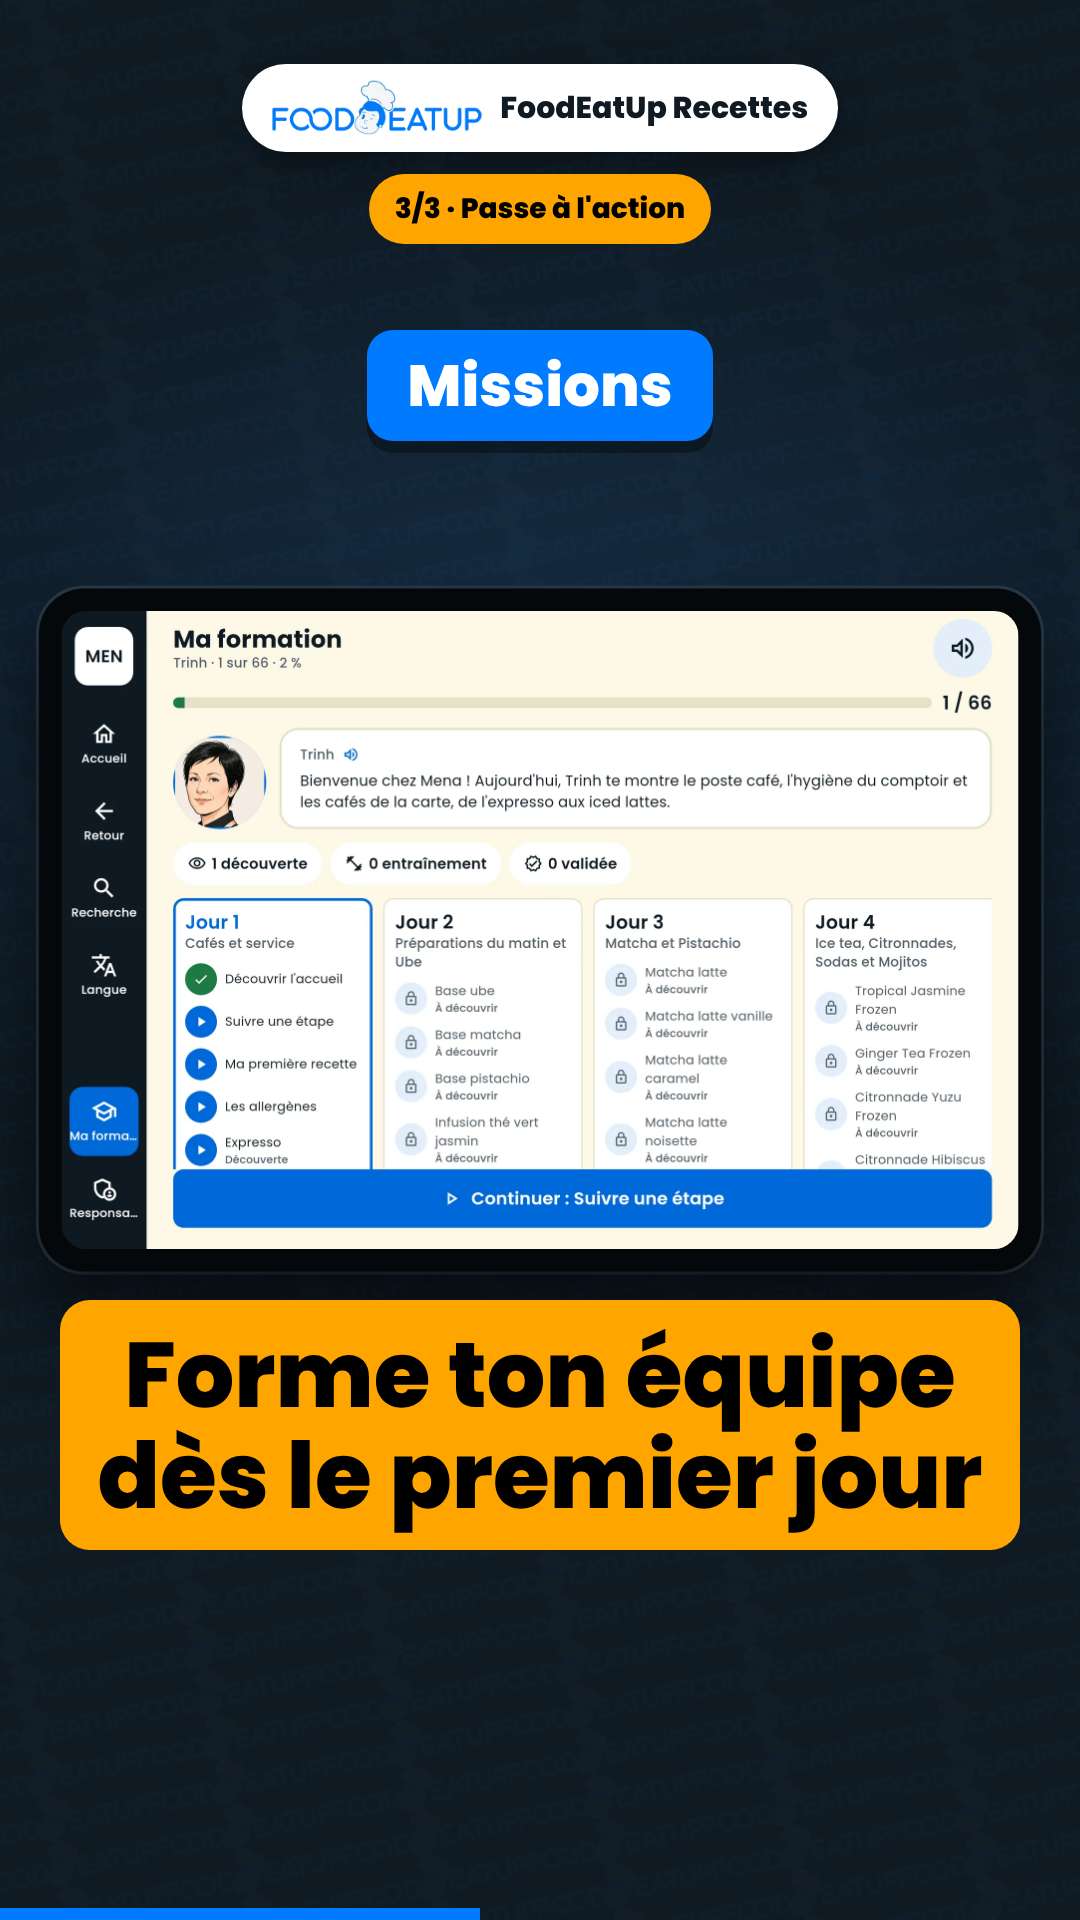 FOODEATUP FoodEatUp Recettes
3/3 · Passe à l'action
Missions
MEN
Accueil
Retour
Recherche
Langue
Ma forma...
Responsa...
Ma formation
Trinh · 1 sur 66 · 2 %
1 / 66
Trinh
Bienvenue chez Mena ! Aujourd'hui, Trinh te montre le poste café, l'hygiène du comptoir et
les cafés de la carte, de l'expresso aux iced lattes.
1 découverte
0 entraînement
0 validée
Jour 1
Cafés et service
Découvrir l'accueil
Suivre une étape
Ma première recette
Les allergènes
Expresso
Découverte
Jour 2
Préparations du matin et
Ube
Base ube
À découvrir
Base matcha
À découvrir
Base pistachio
À découvrir
Infusion thé vert
jasmin
À découvrir
Jour 3
Matcha et Pistachio
Matcha latte
À découvrir
Matcha latte vanille
À découvrir
Matcha latte
caramel
À découvrir
Matcha latte
noisette
À découvrir
Jour 4
Ice tea, Citronnades,
Sodas et Mojitos
Tropical Jasmine
Frozen
À découvrir
Ginger Tea Frozen
À découvrir
Citronnade Yuzu
Frozen
À découvrir
Citronnade Hibiscus
Continuer : Suivre une étape
Forme ton équipe
dès le premier jour